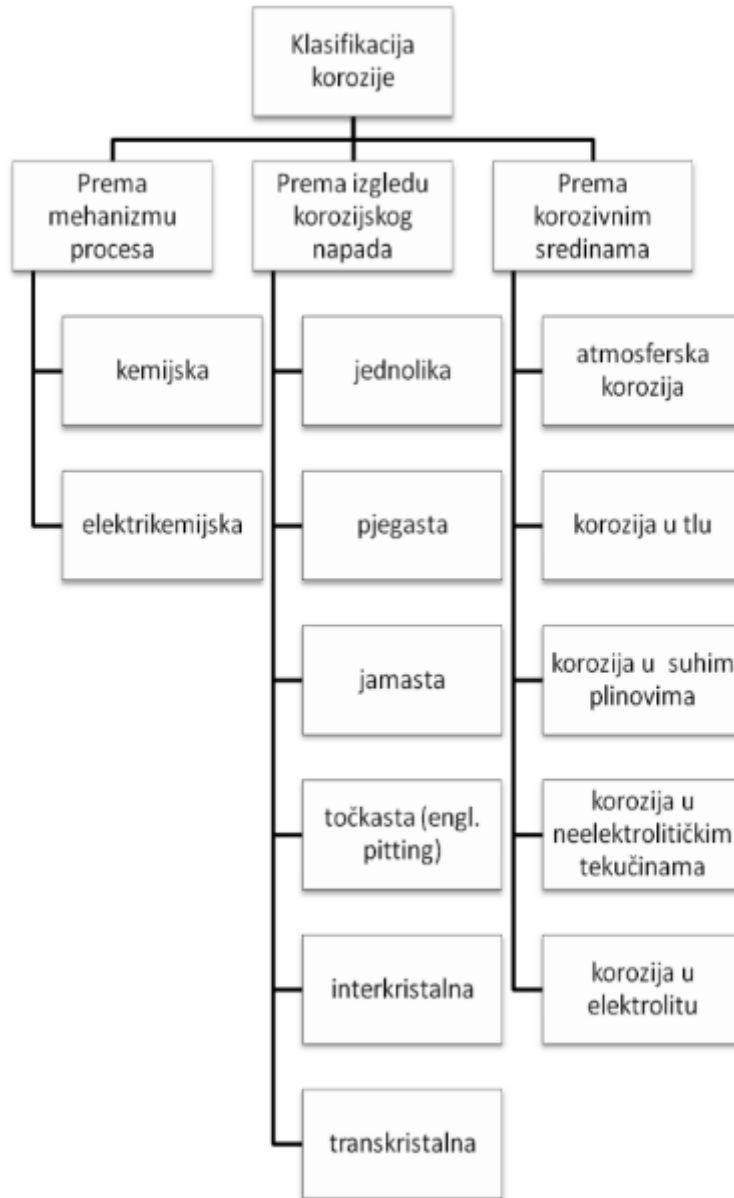 Klasifikacija
korozije
Prema
mehanizmu
procesa
kemijska
elektrikemijska
Prema izgledu
korozijskog
napada
jednolika
pjegasta
jamasta
točkasta (engl.
pitting)
interkristalna
transkristalna
Prema
korozivnim
sredinama
atmosferska
korozija
korozija u tlu
korozija u suhim
plinovima
korozija u
neelektrolitičkim
tekučinama
korozija u
elektrolitu